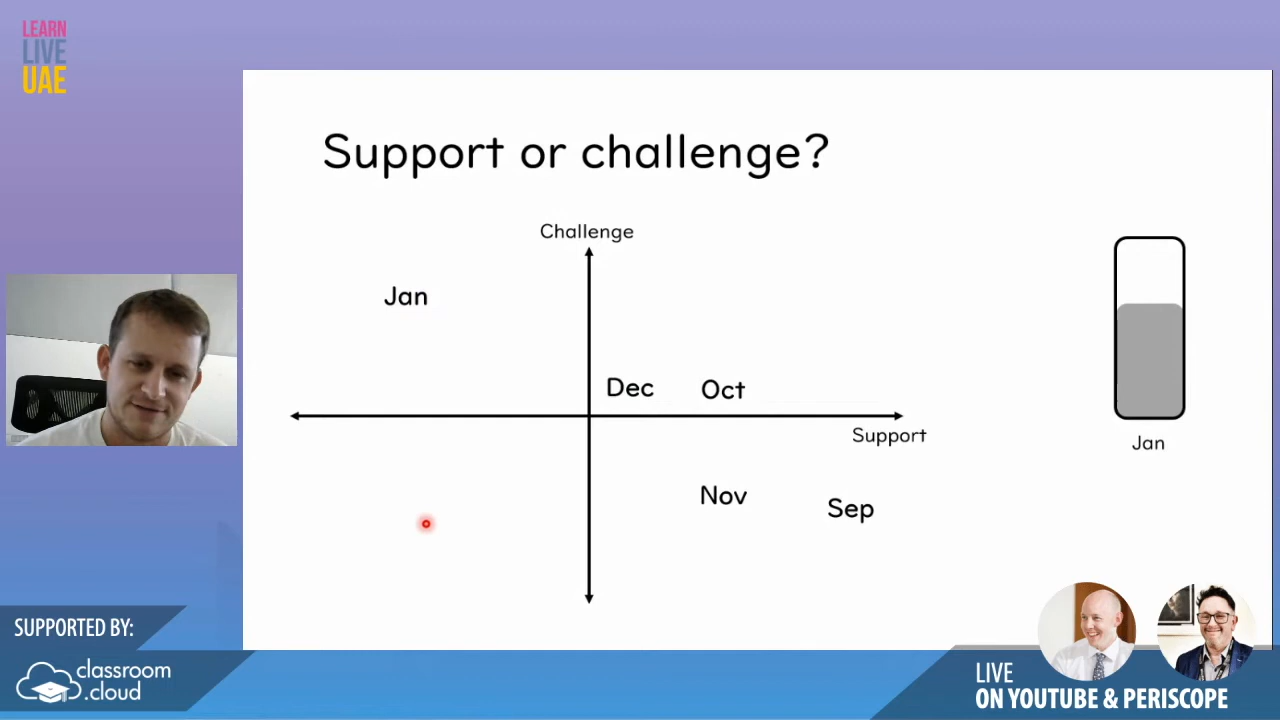 LEARN
LIVE
UAE
Support or challenge?
Challenge
Jan
Dec
Oct
Support
Jan
Nov
Sep
SUPPORTED BY:
classroom
.cloud
LIVE
ON YOUTUBE & PERISCOPE